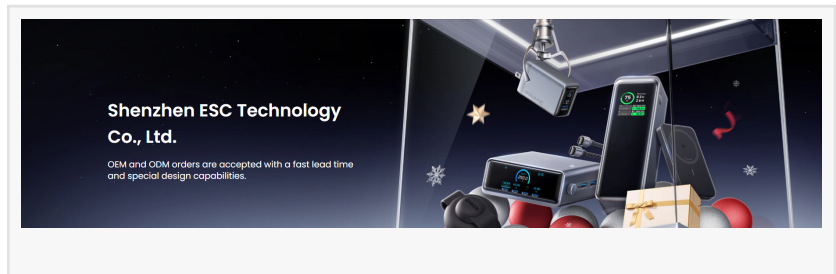 Shenzhen ESC Technology
Co., Ltd.
OEM and ODM orders are accepted with a fast lead time
and special design capabilities.